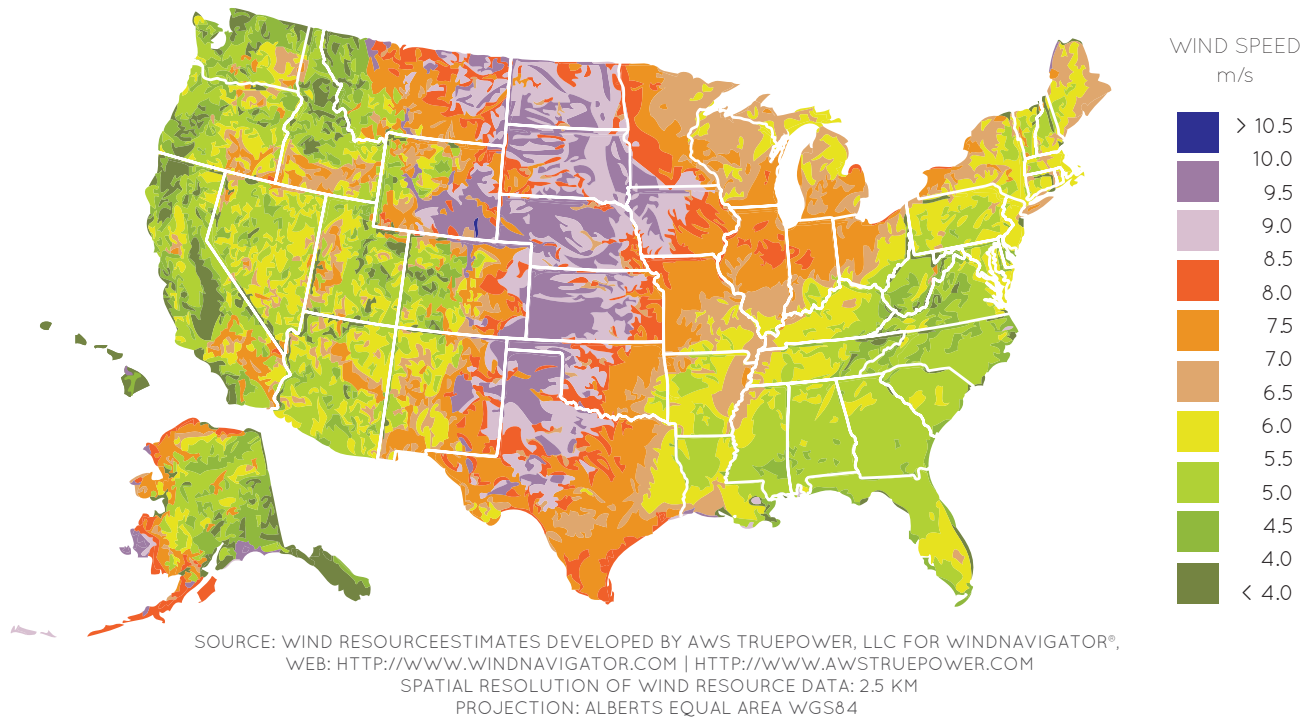 WIND SPEED
m/s
> 10.5
10.0
9.5
9.0
8.5
8.0
7.5
7.0
6.5
6.0
5.5
5.0
4.5
4.0
< 4.0
SOURCE: WIND RESOURCEESTIMATES DEVELOPED BY AWS TRUEPOWER, LLC FOR WINDNAVIGATOR®,
WEB: HTTP://WWW.WINDNAVIGATOR.COM | HTTP://WWW.AWSTRUEPOWER.COM
SPATIAL RESOLUTION OF WIND RESOURCE DATA: 2.5 KM
PROJECTION: ALBERTS EQUAL AREA WGS84